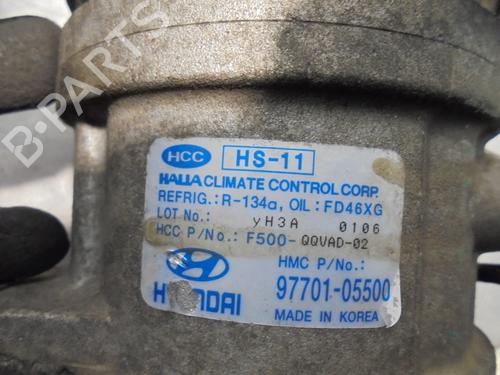 B-PARTS
HCC HS-11
HALLA CLIMATE CONTROL CORP.
REFRIG.: R-134a, OIL: FD46XG
LOT No.: yH3A 0106
HCC P/No.: F500-QQVAD-02
HMC P/No.:
HYUNDAI 97701-05500
MADE IN KOREA